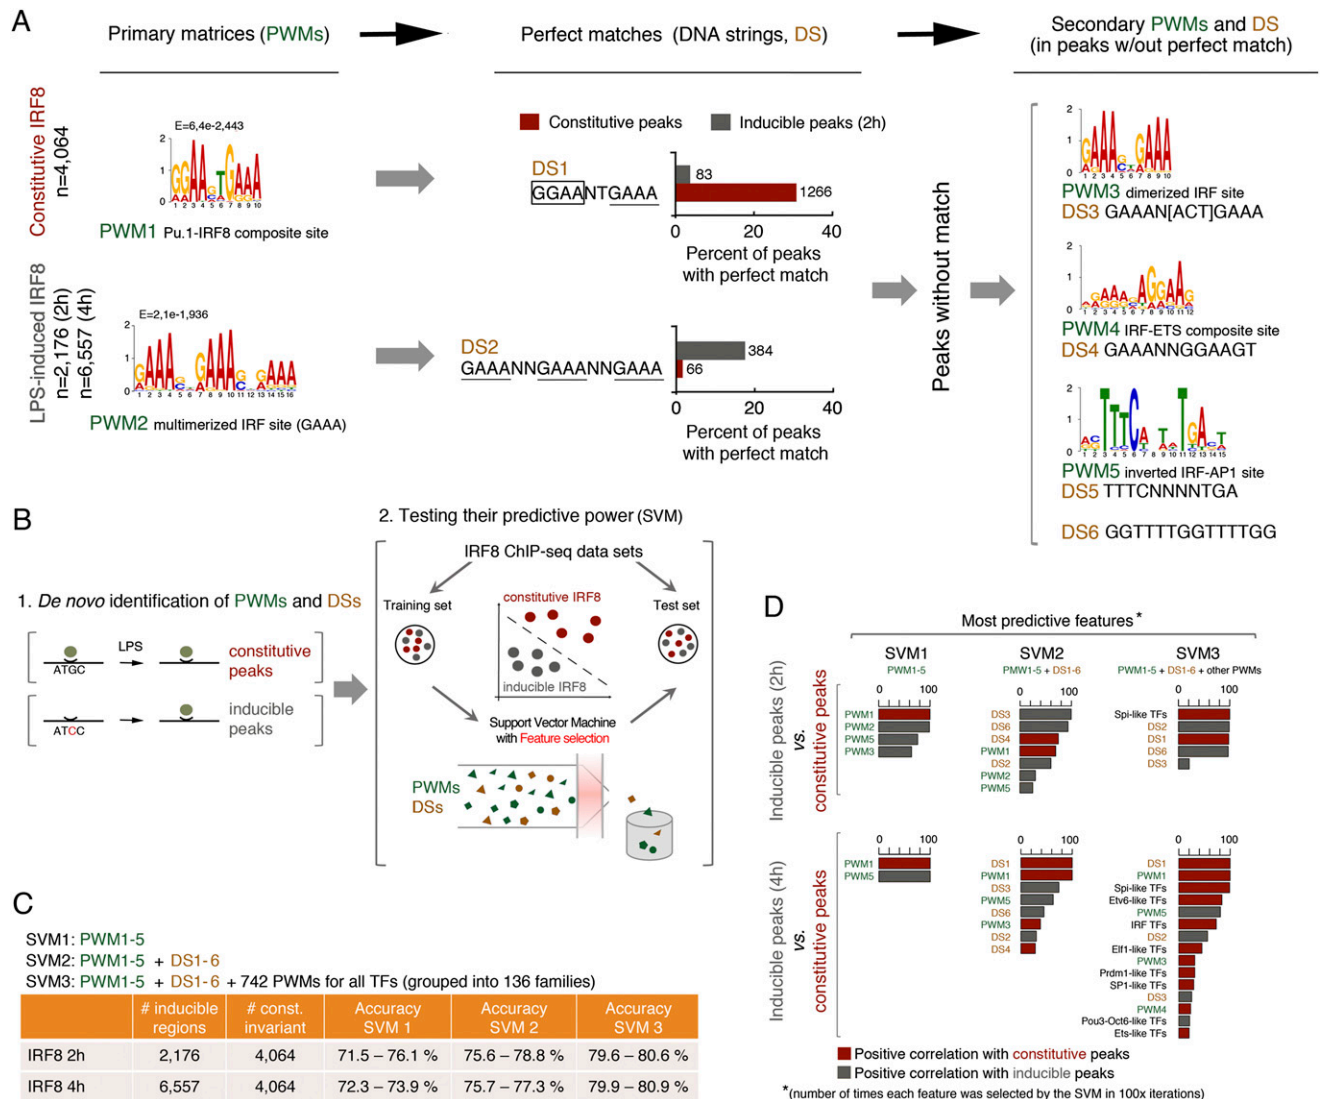 A
Primary matrices (PWMs)
Perfect matches (DNA strings, DS)
Secondary PWMs and DS
(in peaks w/out perfect match)
Constitutive IRF8
n=4,064
E=6,4e-2,443
PWM1 Pu.1-IRF8 composite site
Constitutive peaks
Inducible peaks (2h)
DS1
GGAANTGAAA
83
1266
0 20 40
Percent of peaks
with perfect match
LPS-induced IRF8
n=2,176 (2h)
n=6,557 (4h)
E=2,1e-1,936
PWM2 multimerized IRF site (GAAA)
DS2
GAAANNGAAANNGAAA
384
66
0 20 40
Percent of peaks
with perfect match
Peaks without match
PWM3 dimerized IRF site
DS3 GAAAN[ACT]GAAA
PWM4 IRF-ETS composite site
DS4 GAAANNGGAAGT
PWM5 inverted IRF-AP1 site
DS5 TTTCNNNNTGA
DS6 GGTTTTGGTTTTGG
B
1. De novo identification of PWMs and DSs
LPS
ATGC
constitutive
peaks
ATCC
inducible
peaks
2. Testing their predictive power (SVM)
IRF8 ChIP-seq data sets
Training set
Test set
constitutive IRF8
inducible IRF8
Support Vector Machine
with Feature selection
PWMs
DSs
C
SVM1: PWM1-5
SVM2: PWM1-5 + DS1-6
SVM3: PWM1-5 + DS1-6 + 742 PWMs for all TFs (grouped into 136 families)
# inducible regions # const. invariant Accuracy SVM 1 Accuracy SVM 2 Accuracy SVM 3
IRF8 2h 2,176 4,064 71.5 – 76.1 % 75.6 – 78.8 % 79.6 – 80.6 %
IRF8 4h 6,557 4,064 72.3 – 73.9 % 75.7 – 77.3 % 79.9 – 80.9 %
D
Most predictive features *
SVM1
PWM1-5
SVM2
PMW1-5 + DS1-6
SVM3
PWM1-5 + DS1-6 + other PWMs
Inducible peaks (2h)
vs.
constitutive peaks
0 100
PWM1
PWM2
PWM5
PWM3
0 100
DS3
DS6
DS4
PWM1
DS2
PWM2
PWM5
0 100
Spi-like TFs
DS2
DS1
DS6
DS3
Inducible peaks (4h)
vs.
constitutive peaks
0 100
PWM1
PWM5
0 100
DS1
PWM1
DS3
PWM5
DS6
PWM3
DS2
DS4
0 100
DS1
PWM1
Spi-like TFs
Etv6-like TFs
PWM5
IRF TFs
DS2
Elf1-like TFs
PWM3
Prdm1-like TFs
SP1-like TFs
DS3
PWM4
Pou3-Oct6-like TFs
Ets-like TFs
Positive correlation with constitutive peaks
Positive correlation with inducible peaks
*(number of times each feature was selected by the SVM in 100x iterations)